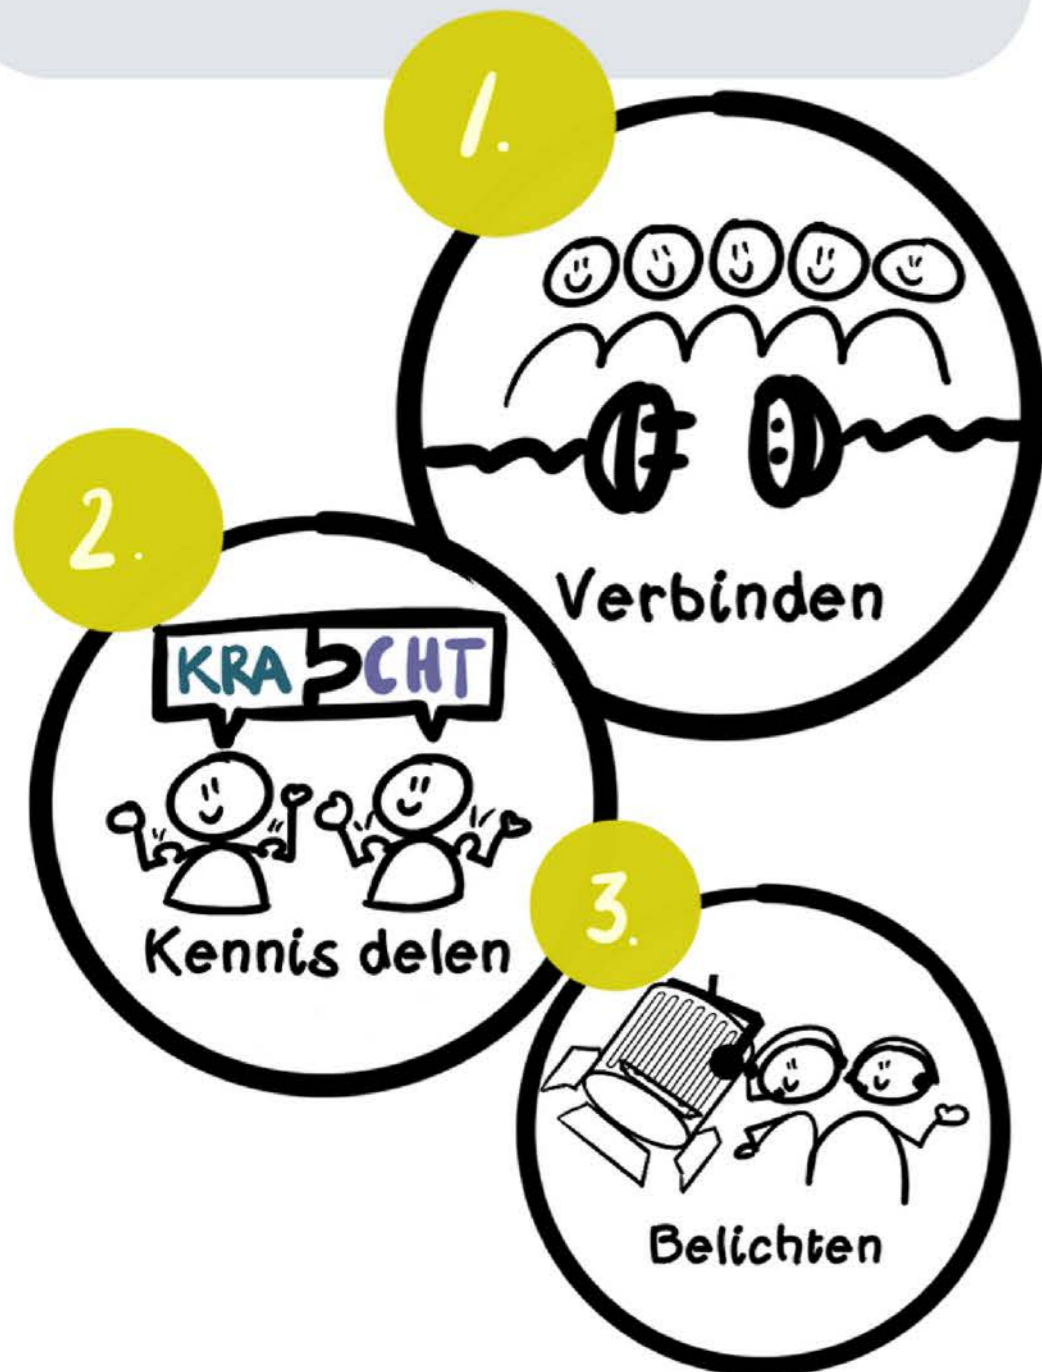 1.
Verbinden
2.
KRA CHT
Kennis delen
3.
Belichten